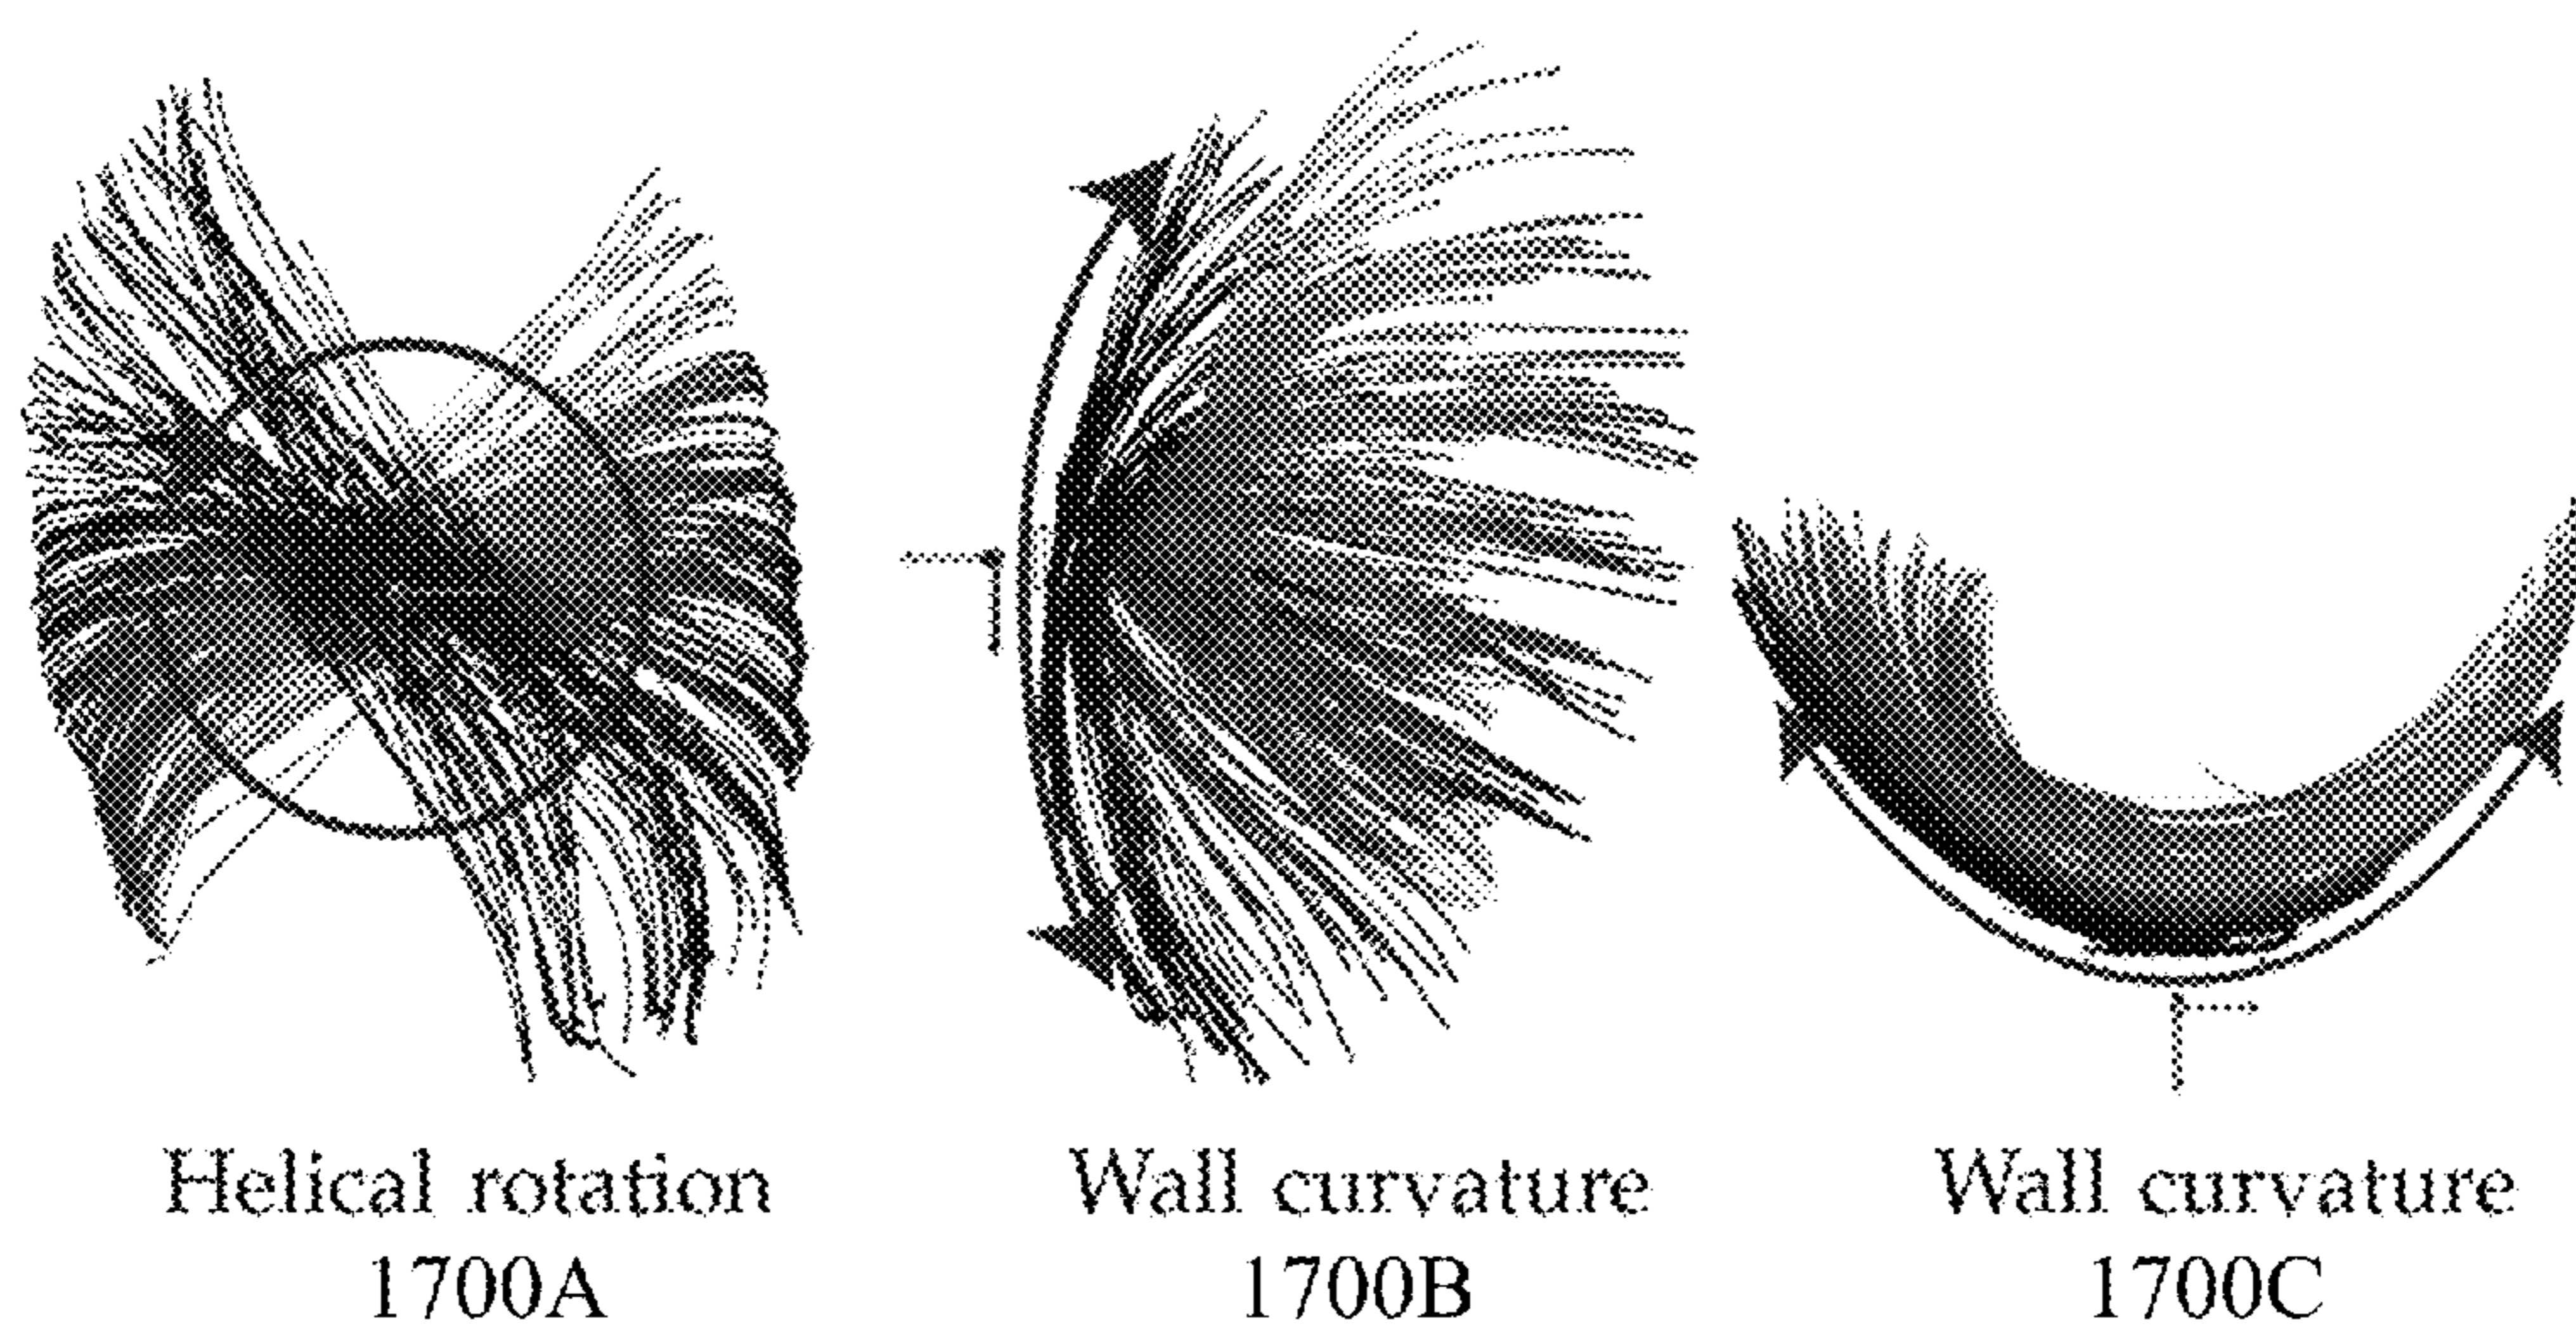 Helical rotation
1700A
Wall curvature
1700B
Wall curvature
1700C